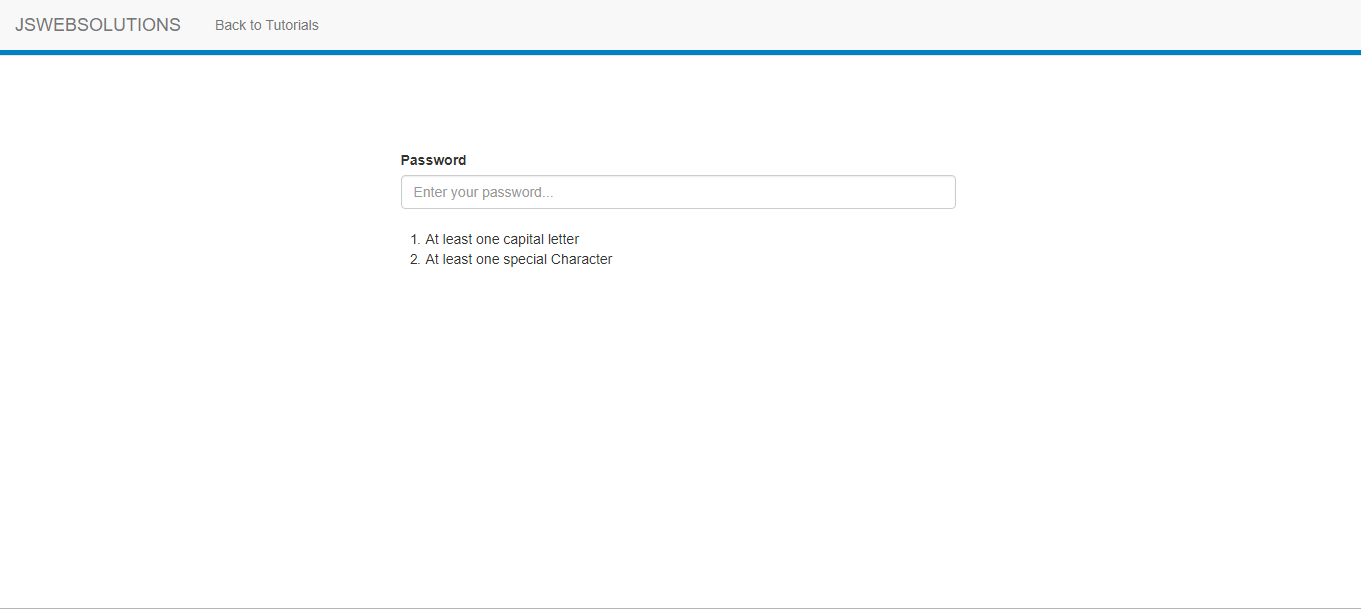 JSWEBSOLUTIONS Back to Tutorials
Password
Enter your password...
1. At least one capital letter
2. At least one special Character